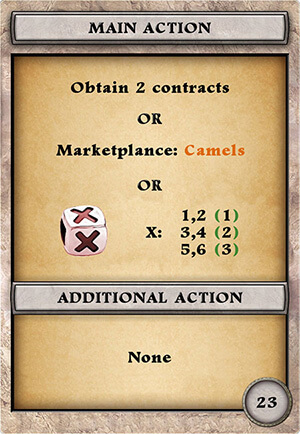 MAIN ACTION
Obtain 2 contracts
OR
Marketplance: Camels
OR
1,2 (1)
X: 3,4 (2)
5,6 (3)
ADDITIONAL ACTION
None
23